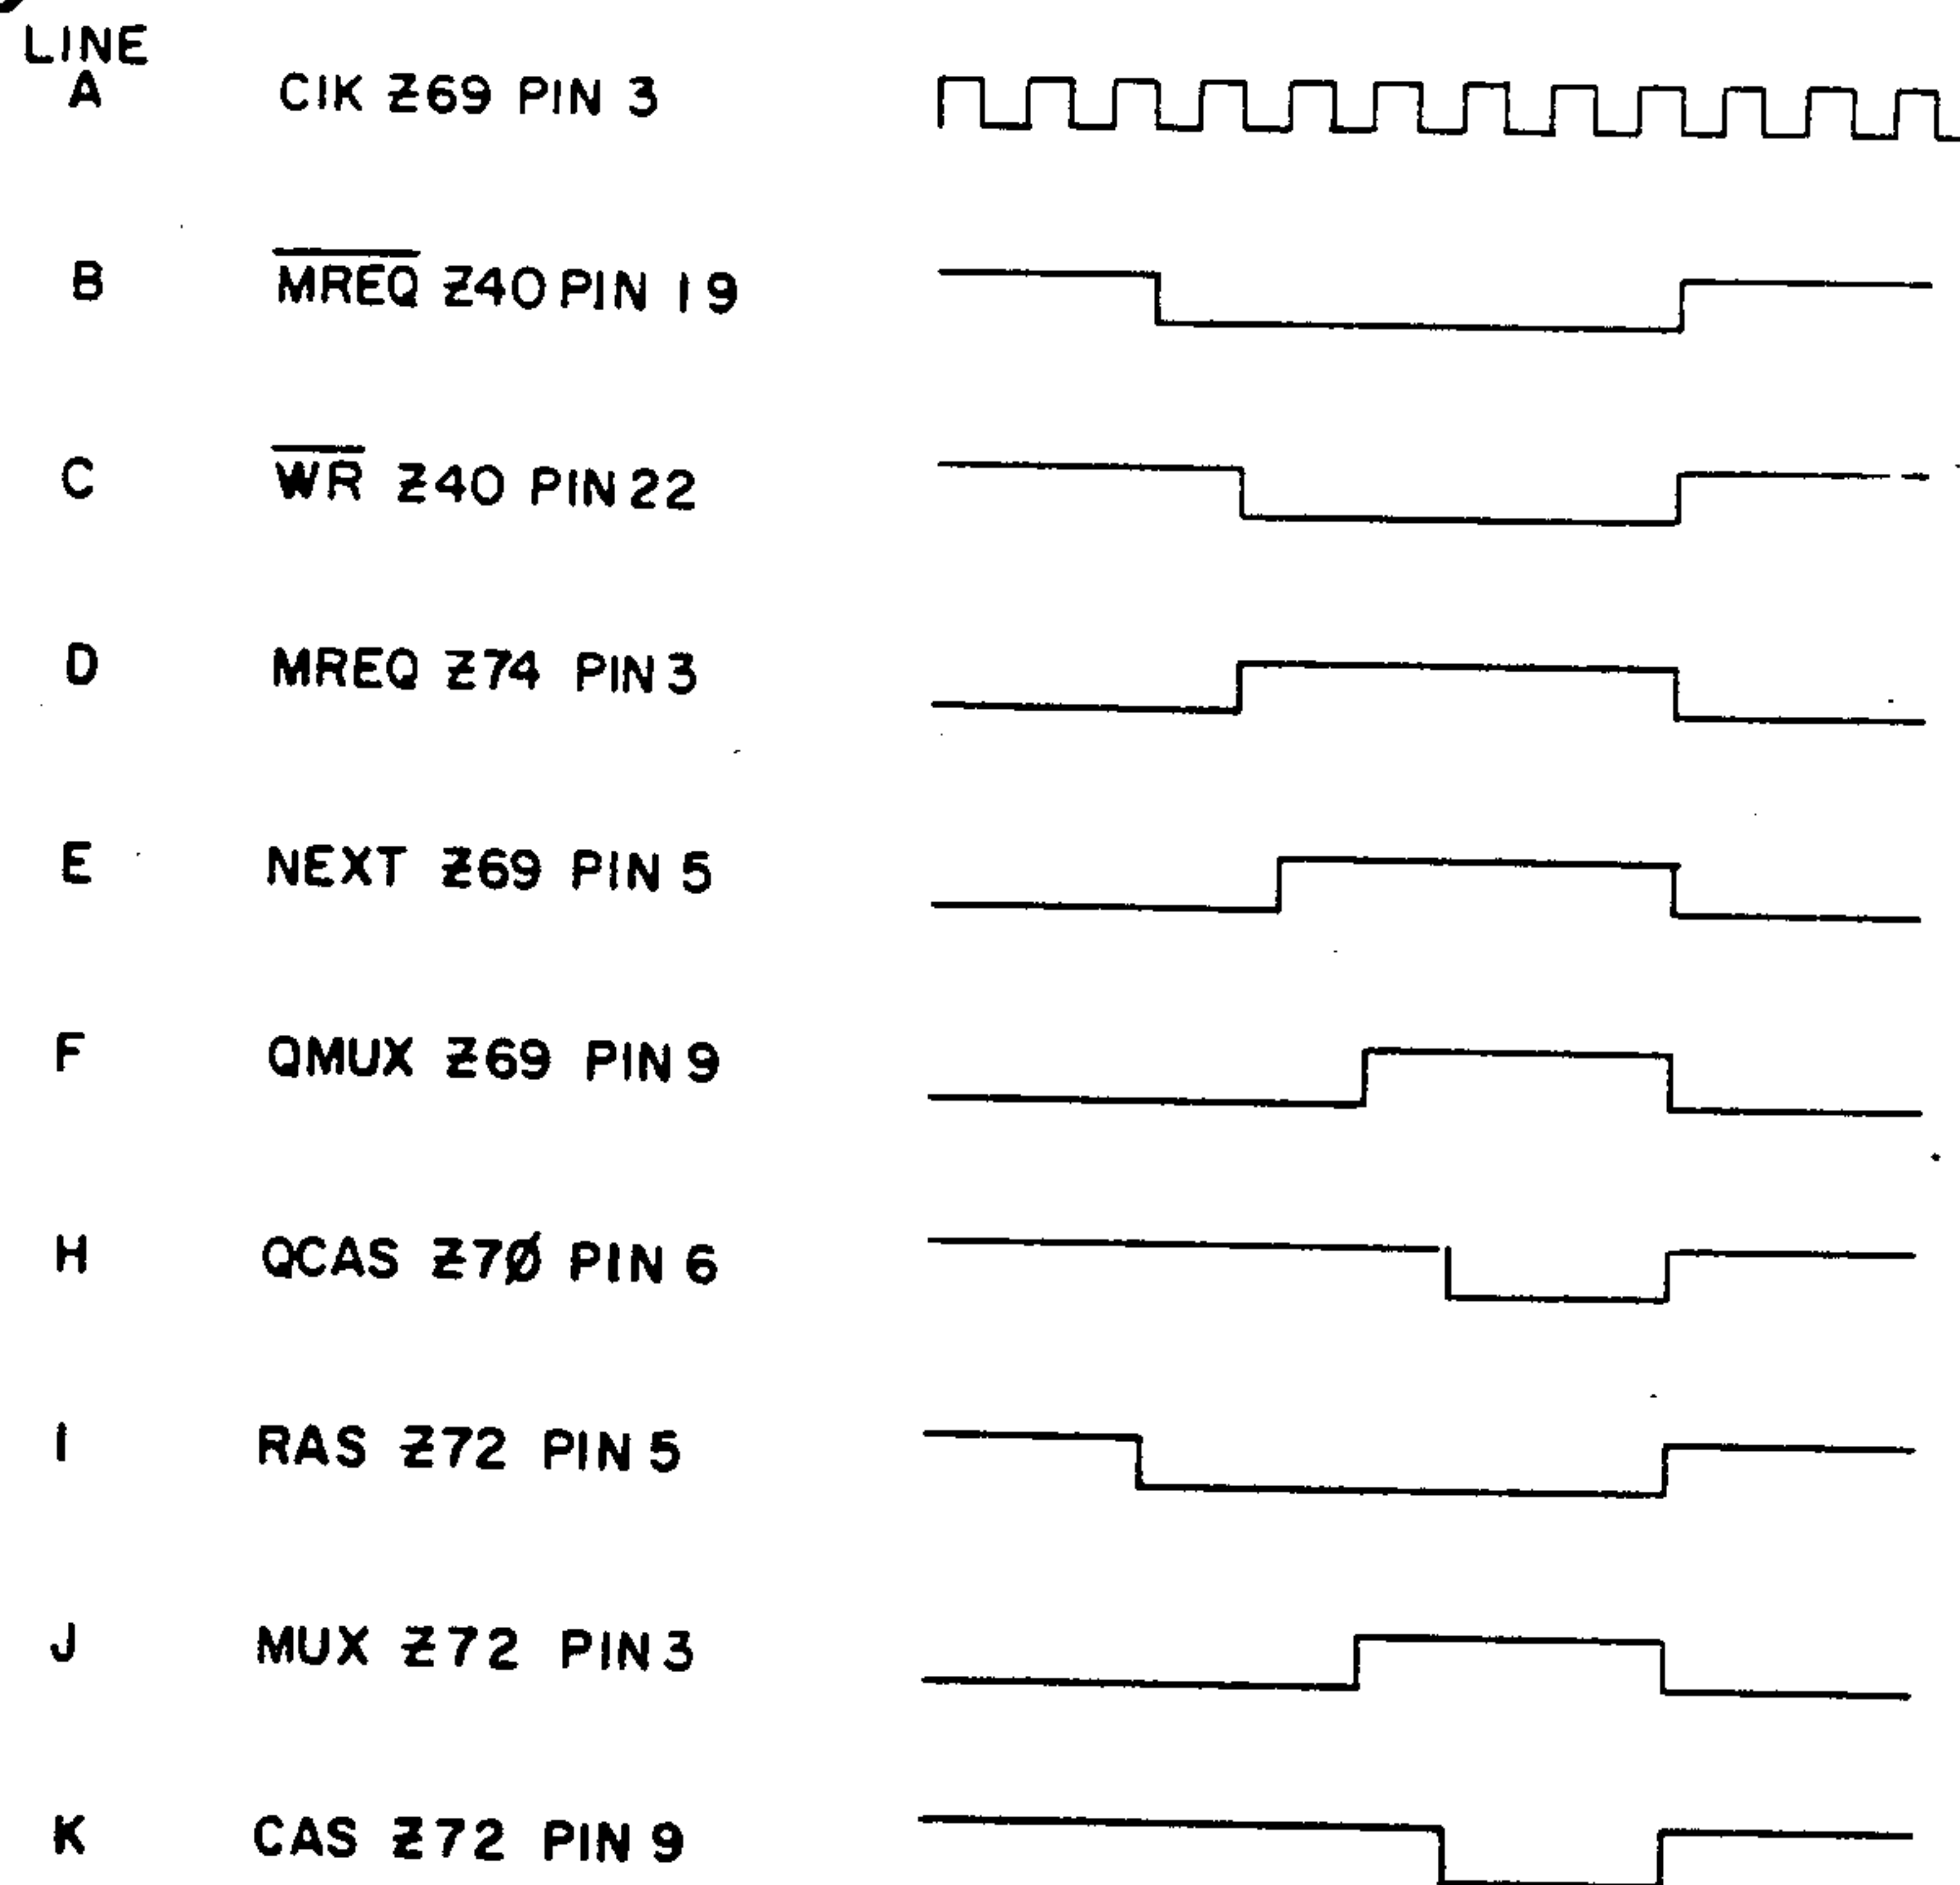 LINE
A CIK Z69 PIN 3
B MREQ Z40 PIN 19
C WR Z40 PIN 22
D MREQ Z74 PIN 3
E NEXT Z69 PIN 5
F QMUX Z69 PIN 9
H QCAS Z7Ø PIN 6
I RAS Z72 PIN 5
J MUX Z72 PIN 3
K CAS Z72 PIN 9